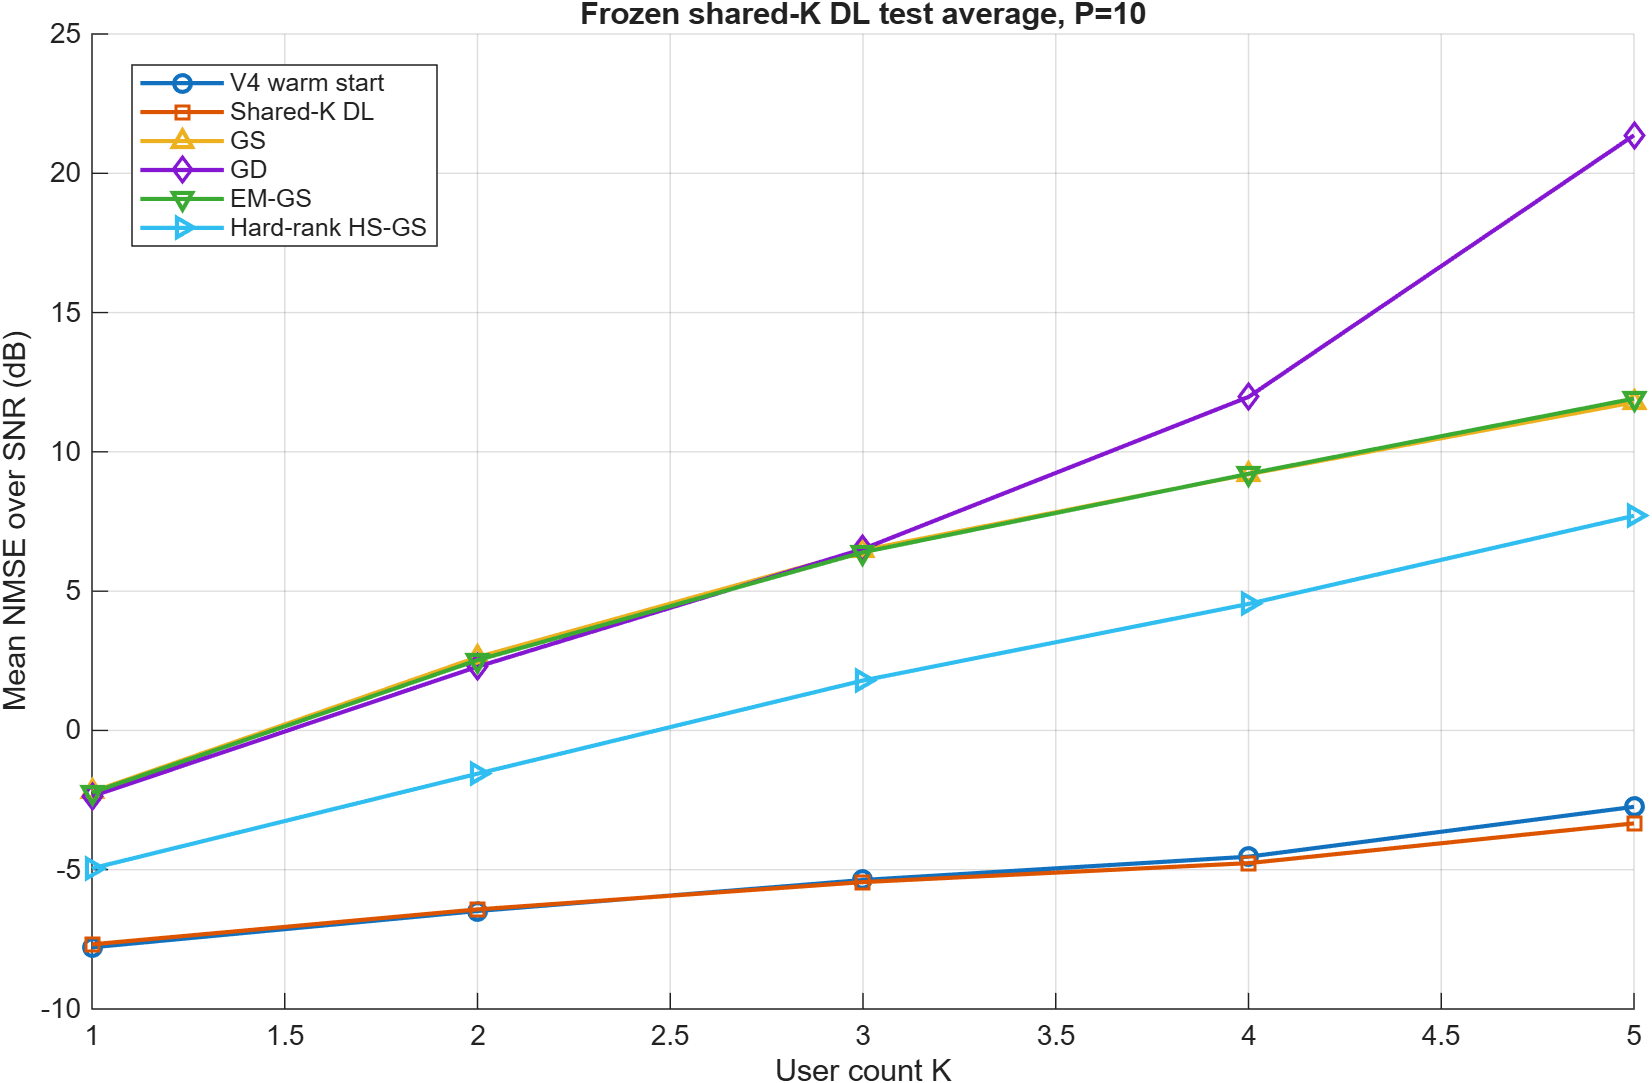 Frozen shared-K DL test average, P=10
25
20
15
10
5
0
-5
-10
Mean NMSE over SNR (dB)
V4 warm start
Shared-K DL
GS
GD
EM-GS
Hard-rank HS-GS
1 1.5 2 2.5 3 3.5 4 4.5 5
User count K